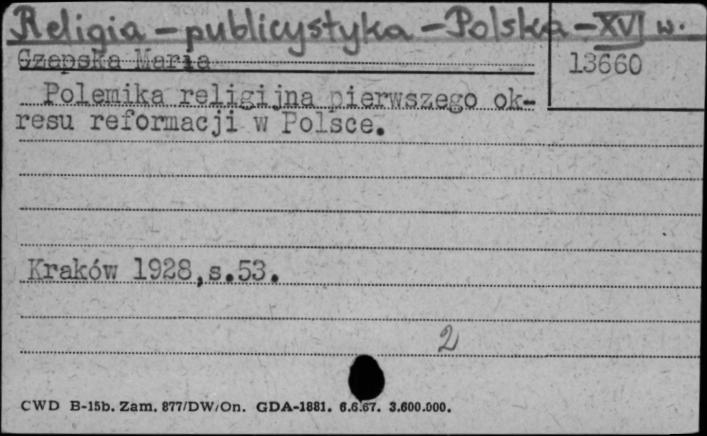 Religia – publicystyka – Polska – XVI w.
Czapska Maria
13660
Polemika religijna pierwszego ok-
resu reformacji w Polsce.
Kraków 1928, s.53.
2
CWD B-15b. Zam. 877/DW/On. GDA-1881. 6.6.67. 3.600.000.